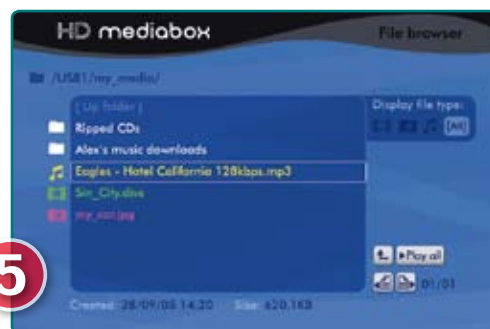 HD mediabox
File browser
/USB1/my_media/
( Up folder )
Display file type:
Ripped CDs
[All]
Alex's music downloads
Eagles - Hotel California 128kbps.mp3
Sin_City.divx
my_cat.jpg
Play all
01/01
5
Created: 28/09/05 14:20 Size: 620.1KB